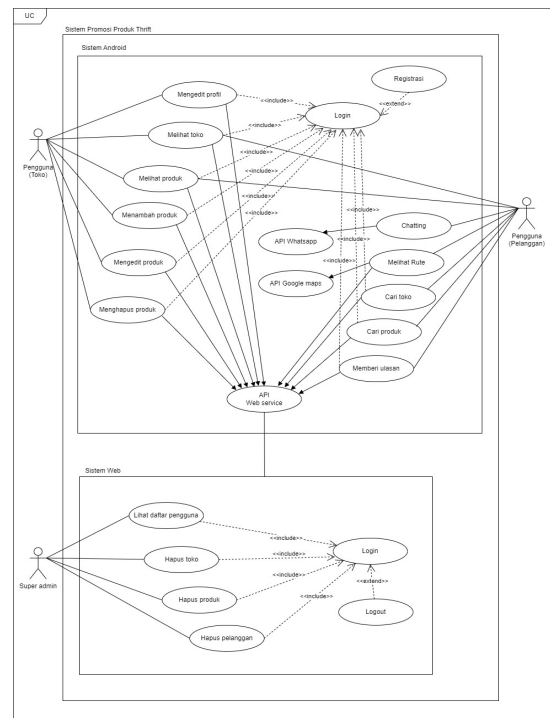 UC
Sistem Promosi Produk Thrift
Sistem Android
Mengedit profil
Registrasi
<<include>>
<<extend>>
Login
Melihat toko
<<include>>
Pengguna
(Toko)
Melihat produk
<<include>>
<<include>>
Menambah produk
<<include>>
<<include>>
Chatting
Pengguna
(Pelanggan)
API Whatsapp
<<include>>
Mengedit produk
<<include>>
<<include>>
Melihat Rute
API Google maps
Menghapus produk
Cari toko
Cari produk
Memberi ulasan
API
Web service
Sistem Web
Lihat daftar pengguna
<<include>>
Login
Hapus toko
<<include>>
Super admin
<<include>>
<<extend>>
Hapus produk
<<include>>
Logout
Hapus pelanggan